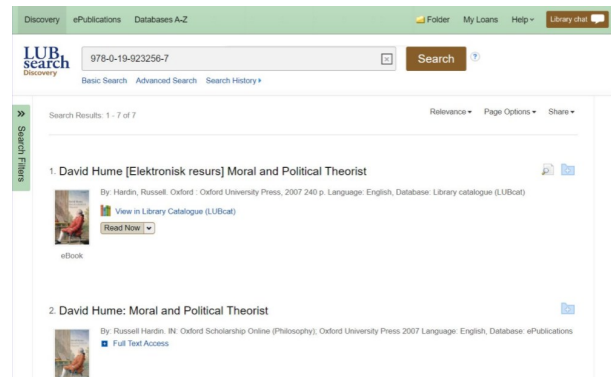 Discovery ePublications Databases A-Z Folder My Loans Help Library chat
LUB search Discovery
978-0-19-923256-7 Search ?
Basic Search Advanced Search Search History
Search Filters
Search Results: 1 - 7 of 7 Relevance Page Options Share
1. David Hume [Elektronisk resurs] Moral and Political Theorist
By: Hardin, Russell. Oxford : Oxford University Press, 2007 240 p. Language: English, Database: Library catalogue (LUBcat)
View in Library Catalogue (LUBcat)
Read Now
eBook
2. David Hume: Moral and Political Theorist
By: Russell Hardin. IN: Oxford Scholarship Online (Philosophy); Oxford University Press 2007 Language: English, Database: ePublications
Full Text Access